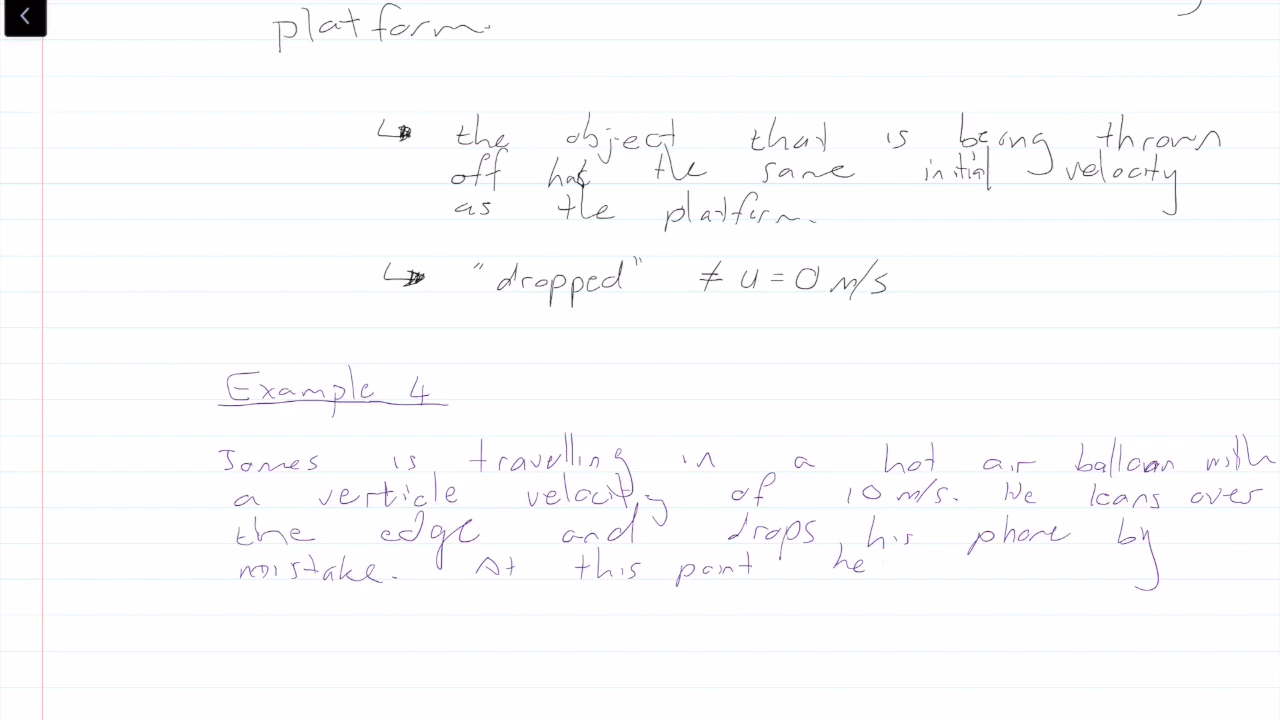 platform.
↳ the object that is being thrown
off has the same initial velocity
as the platform.
↳ "dropped" ≠ u = 0 m/s
Example 4
James is travelling in a hot air balloon with
a verticle velocity of 10 m/s. He leans over
the edge and drops his phone by
mistake. At this point he